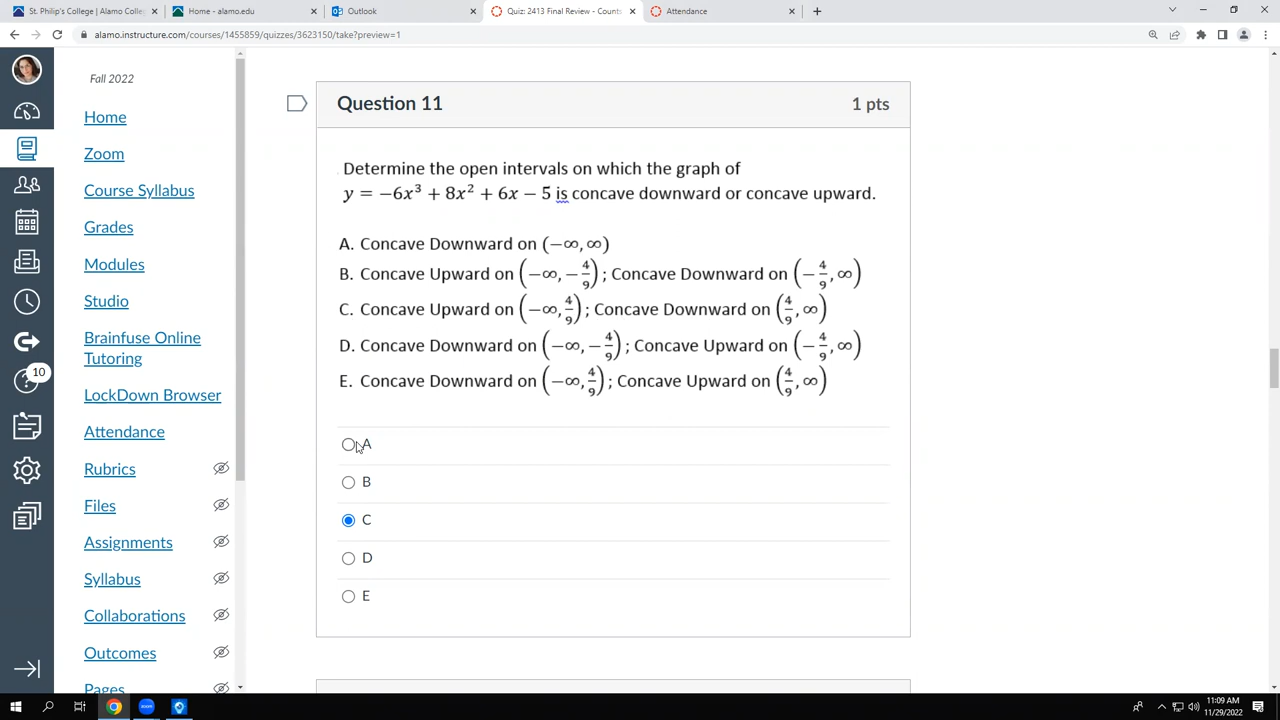 St. Philip's College | Alamo Colle
Home - alamo.edu
Outlook
Quiz: 2413 Final Review - Counts
Attendance
alamo.instructure.com/courses/1455859/quizzes/3623150/take?preview=1
Fall 2022
Home
Zoom
Course Syllabus
Grades
Modules
Studio
Brainfuse Online
Tutoring
LockDown Browser
Attendance
Rubrics
Files
Assignments
Syllabus
Collaborations
Outcomes
Pages
10
Question 11
1 pts
Determine the open intervals on which the graph of
y = −6x³ + 8x² + 6x − 5 is concave downward or concave upward.
A. Concave Downward on (−∞, ∞)
B. Concave Upward on (−∞, −4/9); Concave Downward on (−4/9, ∞)
C. Concave Upward on (−∞, 4/9); Concave Downward on (4/9, ∞)
D. Concave Downward on (−∞, −4/9); Concave Upward on (−4/9, ∞)
E. Concave Downward on (−∞, 4/9); Concave Upward on (4/9, ∞)
A
B
C
D
E
zoom
11:09 AM
11/29/2022